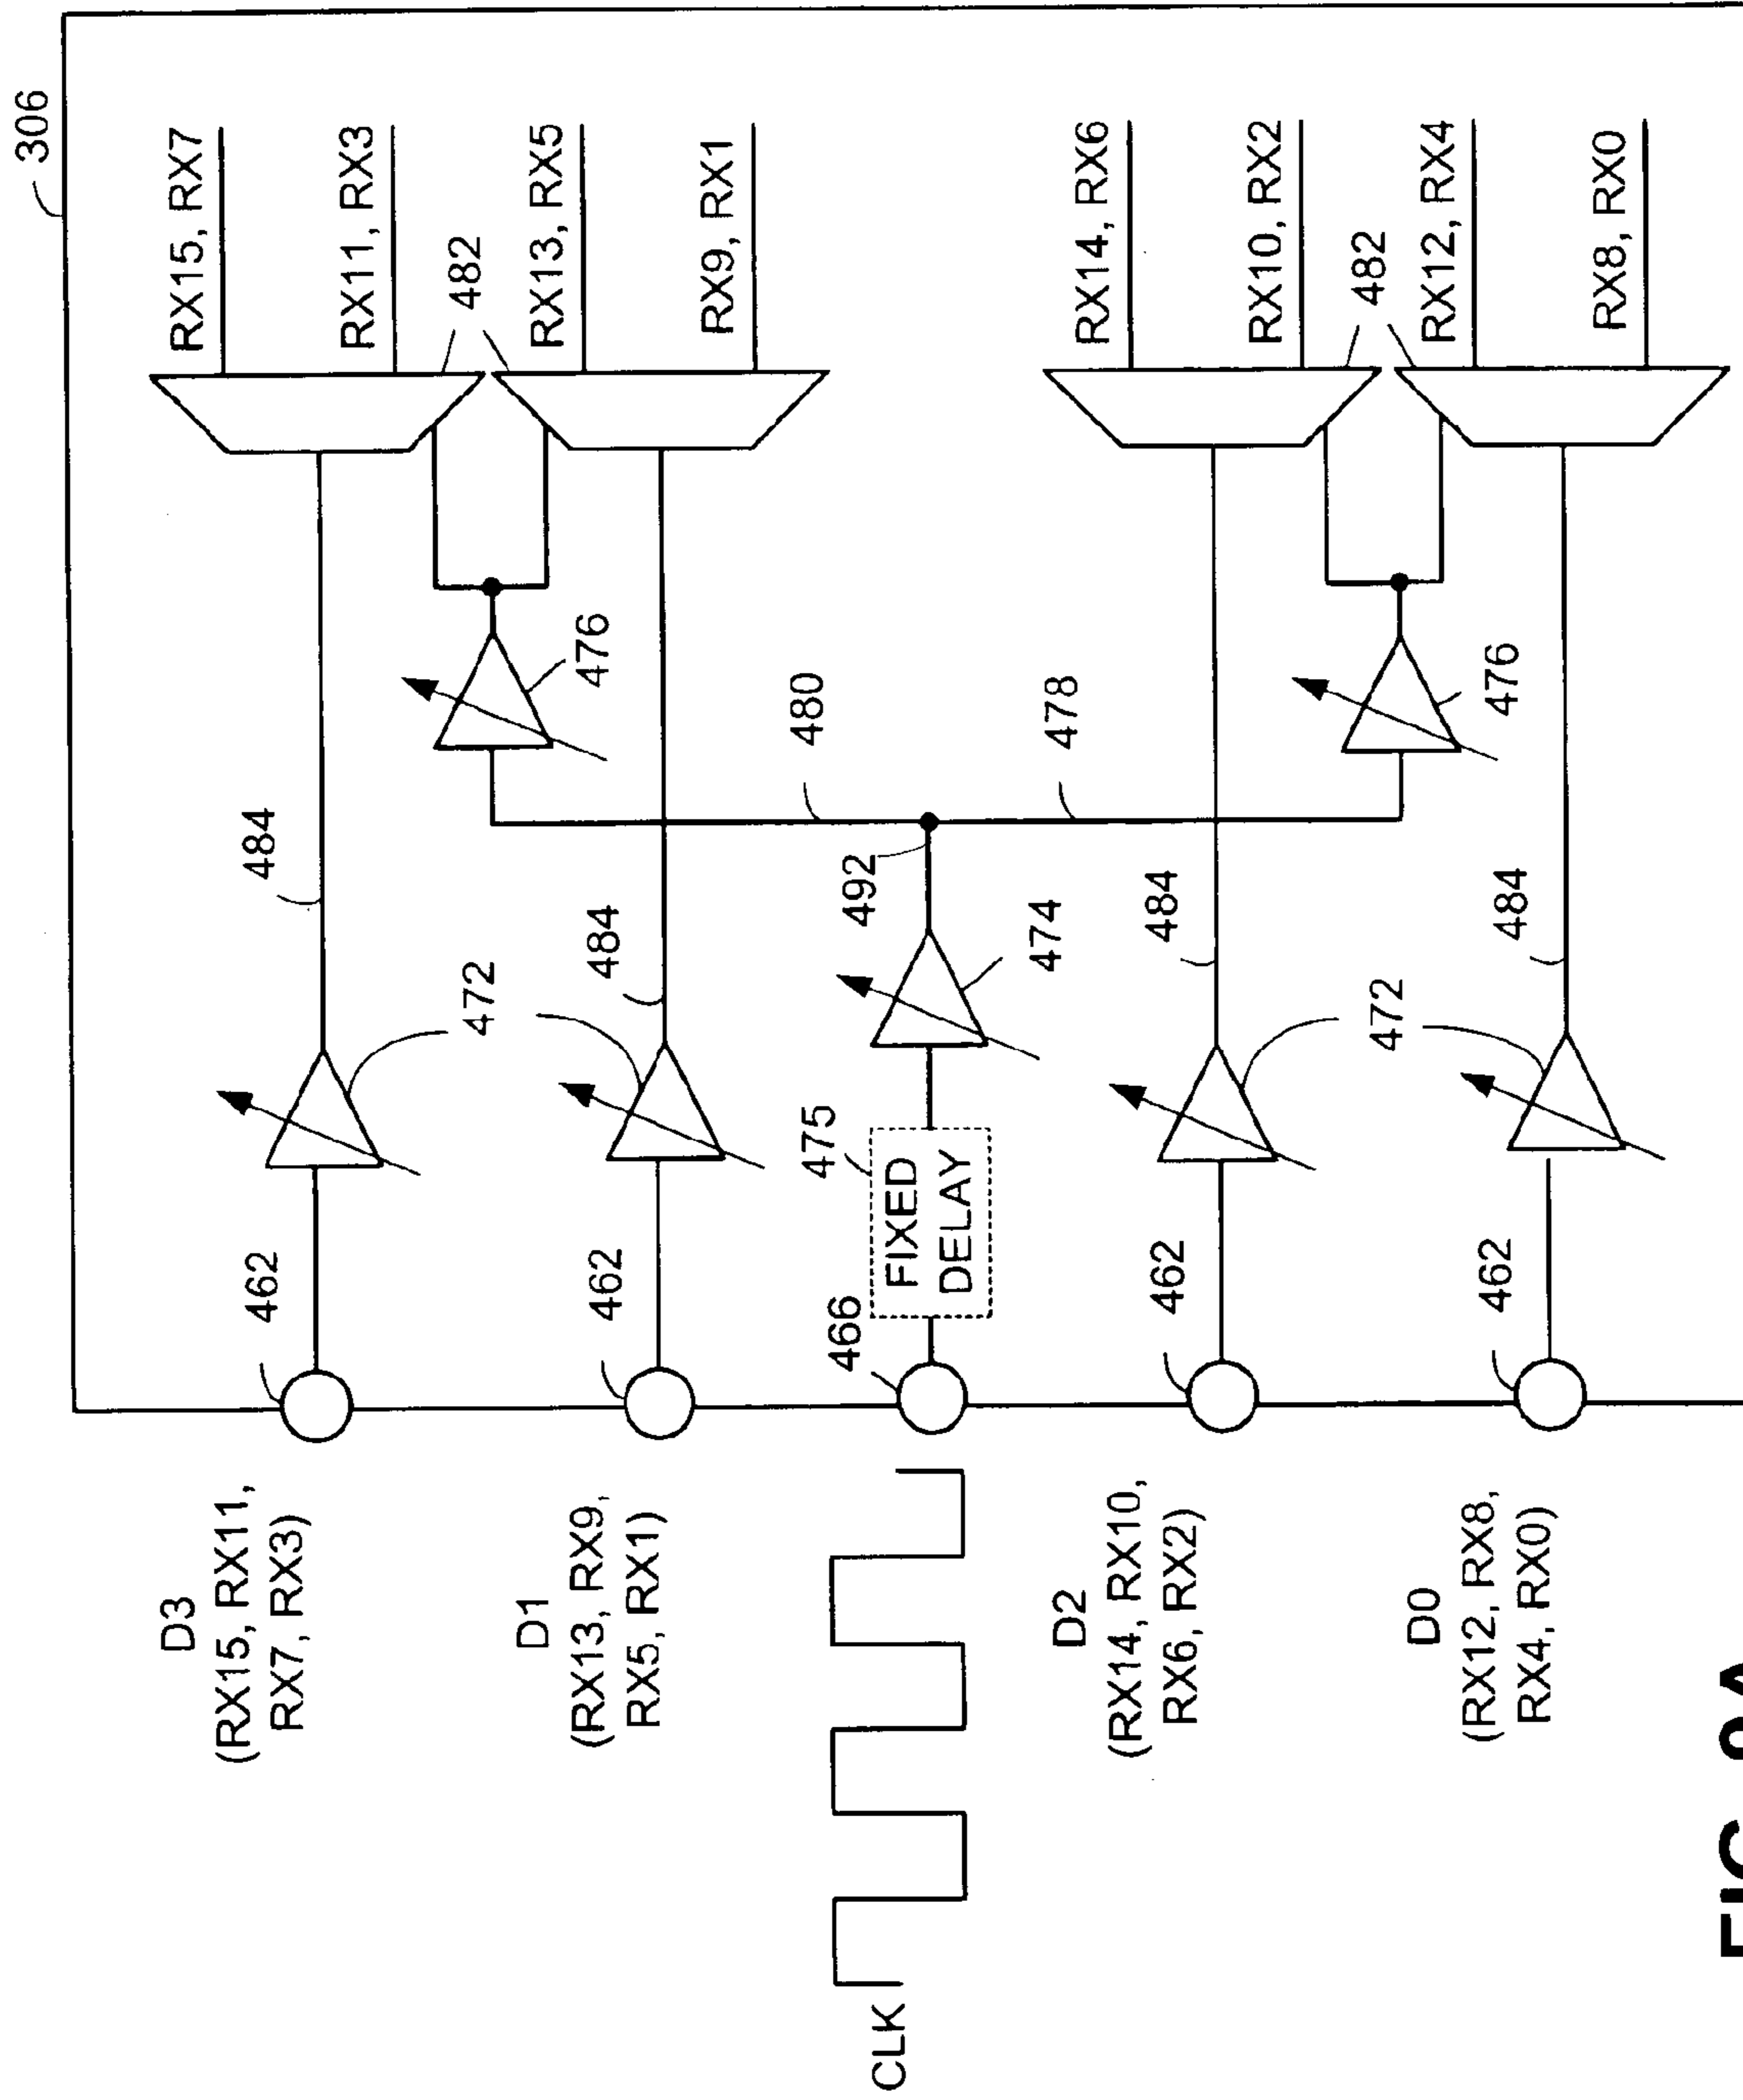 306
D3
(RX15, RX11,
RX7, RX3)
462
472
484
RX15, RX7
RX11, RX3
482
476
D1
(RX13, RX9,
RX5, RX1)
462
484
RX13, RX5
RX9, RX1
480
CLK
466
475
FIXED
DELAY
492
474
478
D2
(RX14, RX10,
RX6, RX2)
462
484
RX14, RX6
RX10, RX2
482
472
476
D0
(RX12, RX8,
RX4, RX0)
462
484
RX12, RX4
RX8, RX0
FIG.